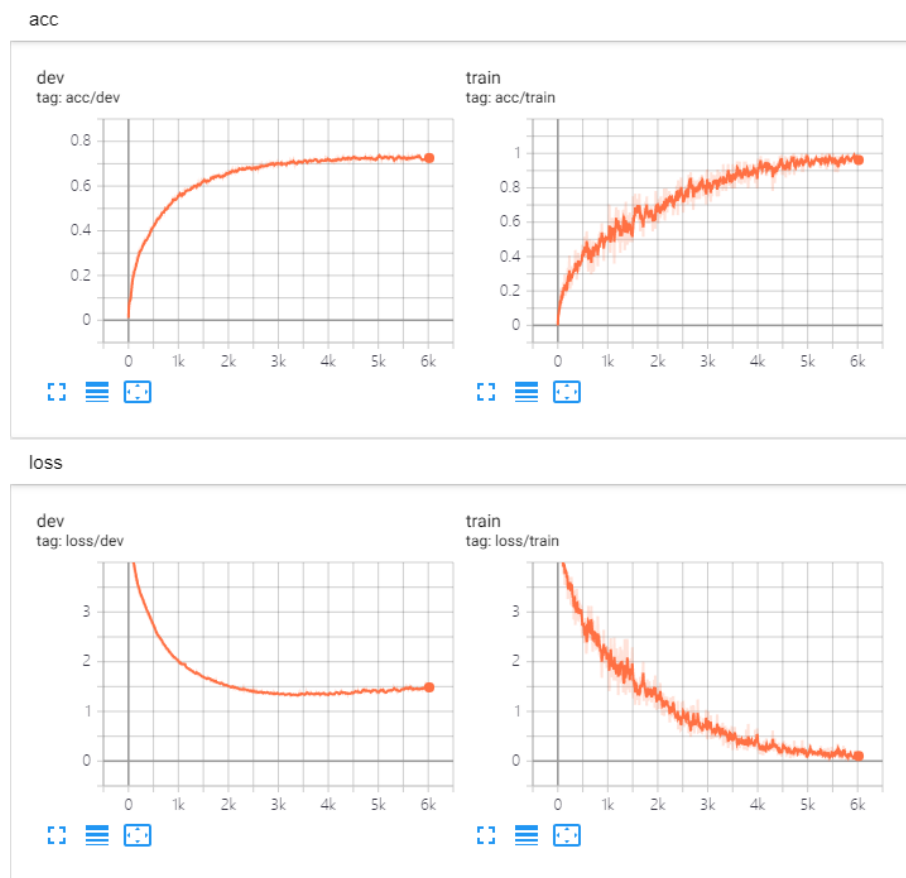 acc
dev
tag: acc/dev
0.8
0.6
0.4
0.2
0
0 1k 2k 3k 4k 5k 6k
train
tag: acc/train
1
0.8
0.6
0.4
0.2
0
0 1k 2k 3k 4k 5k 6k
loss
dev
tag: loss/dev
3
2
1
0
0 1k 2k 3k 4k 5k 6k
train
tag: loss/train
3
2
1
0
0 1k 2k 3k 4k 5k 6k